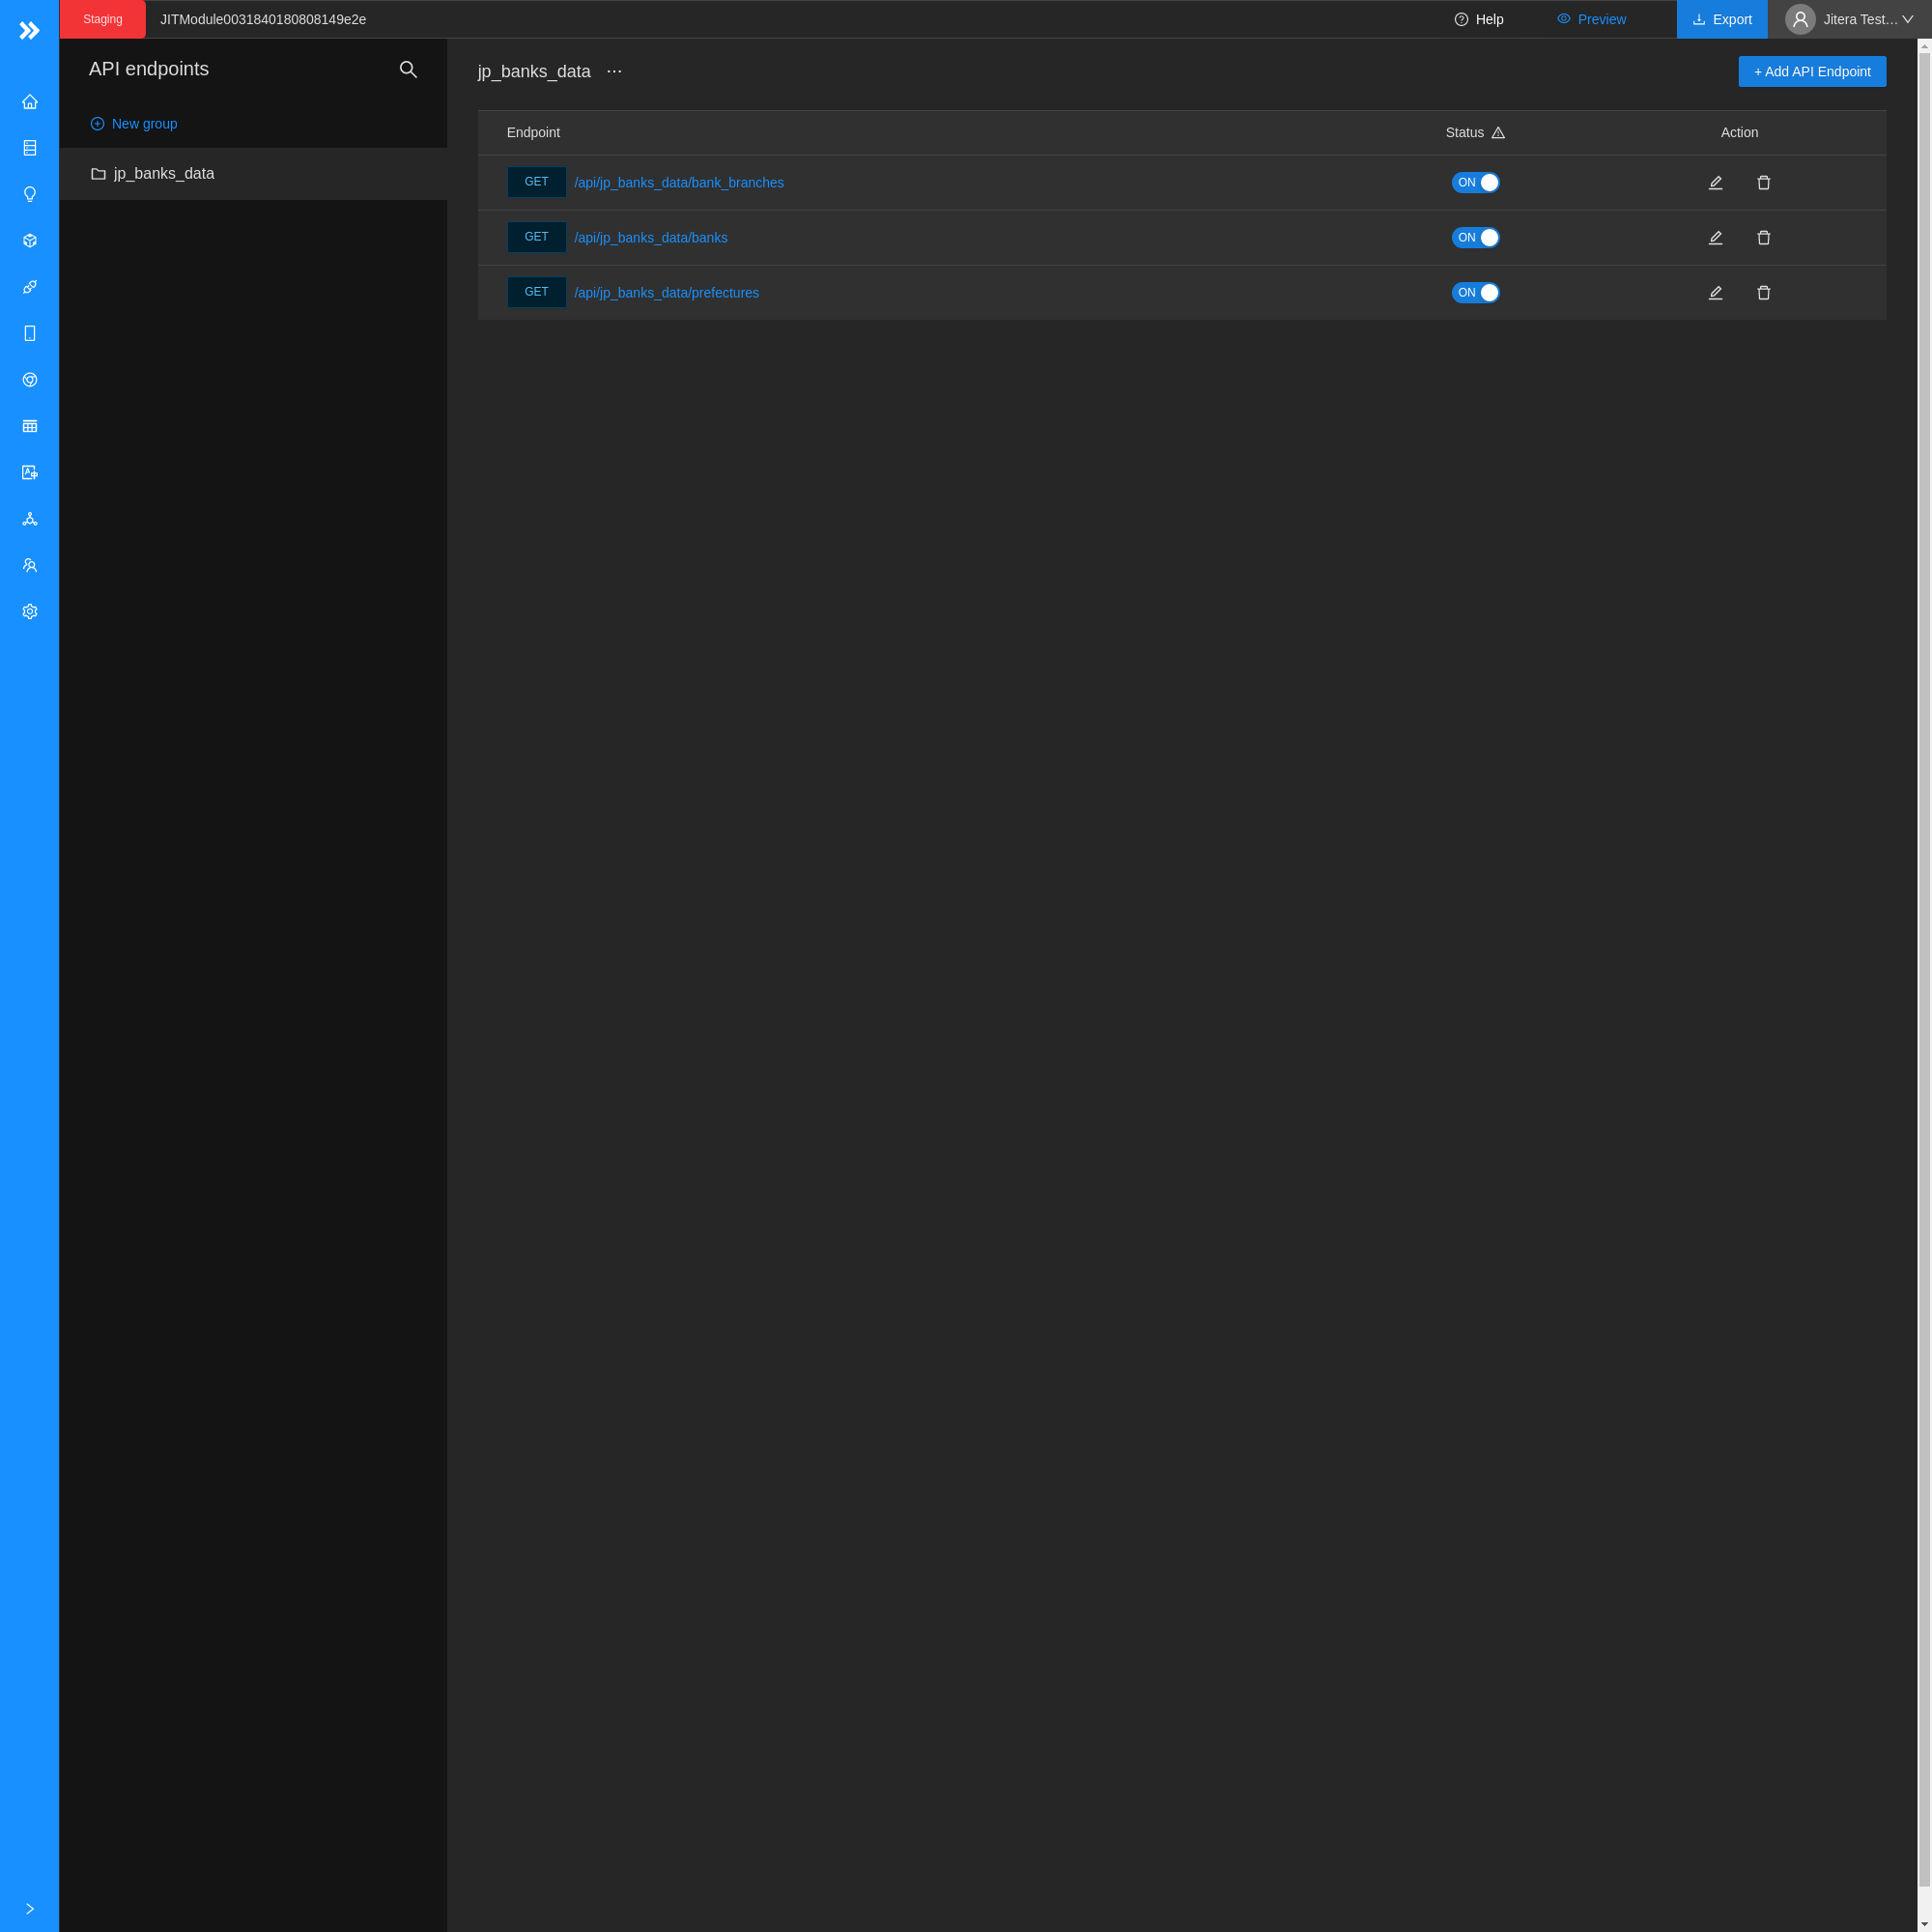 Staging JITModule0031840180808149e2e Help Preview Export Jitera Test...
API endpoints
New group
jp_banks_data
jp_banks_data ··· + Add API Endpoint
Endpoint Status Action
GET /api/jp_banks_data/bank_branches ON
GET /api/jp_banks_data/banks ON
GET /api/jp_banks_data/prefectures ON